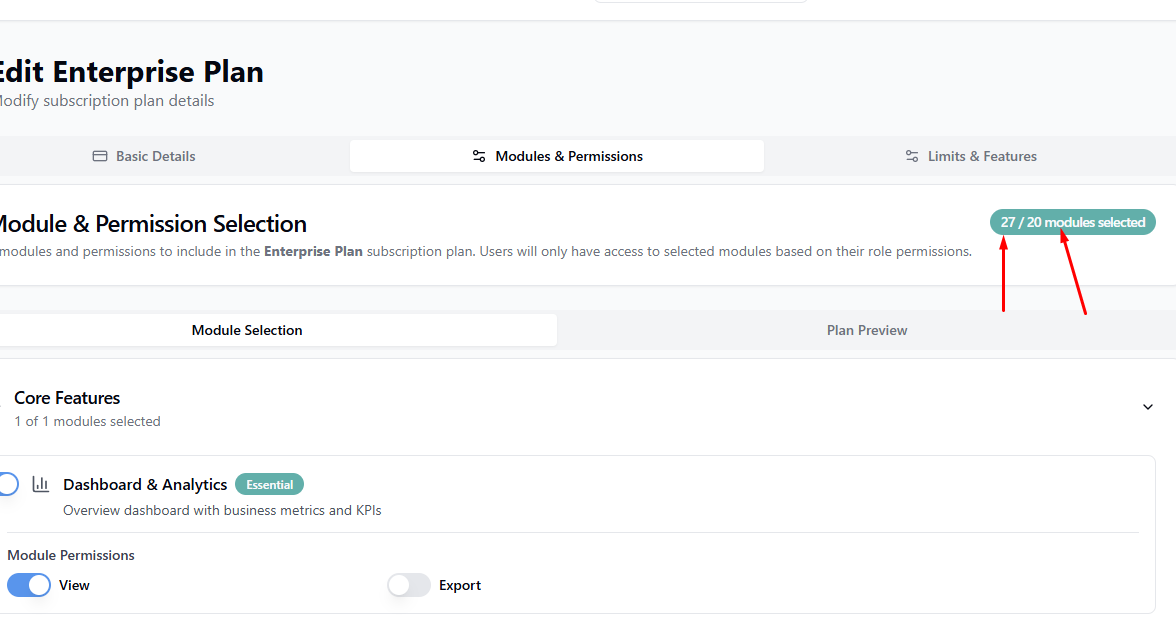 Edit Enterprise Plan
Modify subscription plan details
Basic Details
Modules & Permissions
Limits & Features
Module & Permission Selection
27 / 20 modules selected
modules and permissions to include in the Enterprise Plan subscription plan. Users will only have access to selected modules based on their role permissions.
Module Selection
Plan Preview
Core Features
1 of 1 modules selected
Dashboard & Analytics
Essential
Overview dashboard with business metrics and KPIs
Module Permissions
View
Export